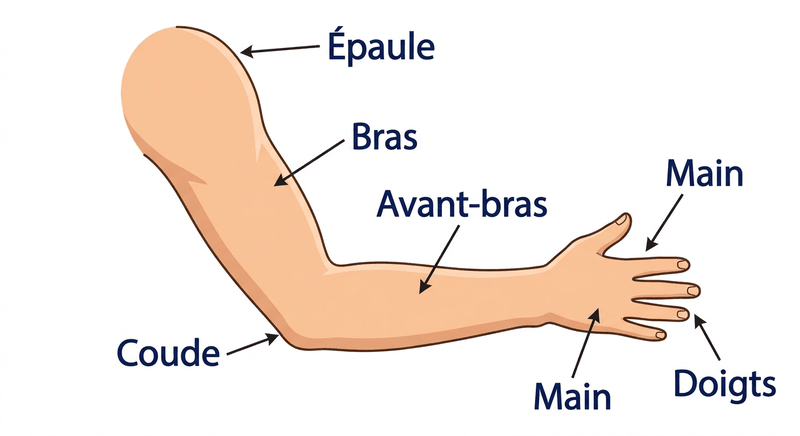 Épaule
Bras
Main
Avant-bras
Coude
Main
Doigts